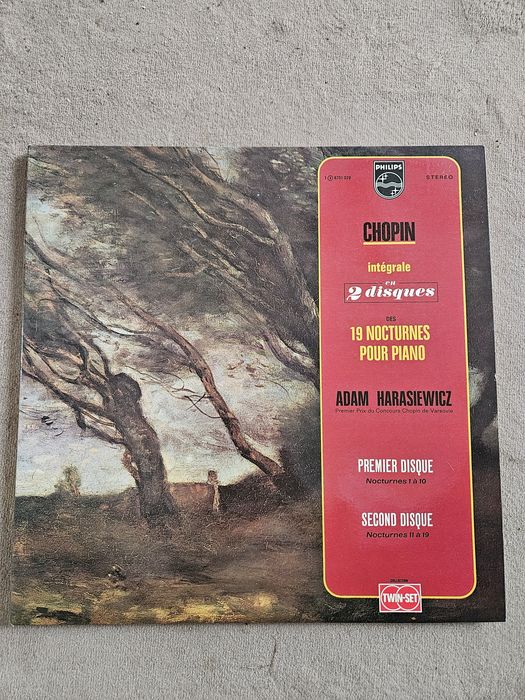 PHILIPS
STEREO
CHOPIN
intégrale
en
2 disques
DES
19 NOCTURNES
POUR PIANO
ADAM HARASIEWICZ
Premier Prix du Concours Chopin de Varsovie
PREMIER DISQUE
Nocturnes 1 à 10
SECOND DISQUE
Nocturnes 11 à 19
COLLECTION
TWIN-SET